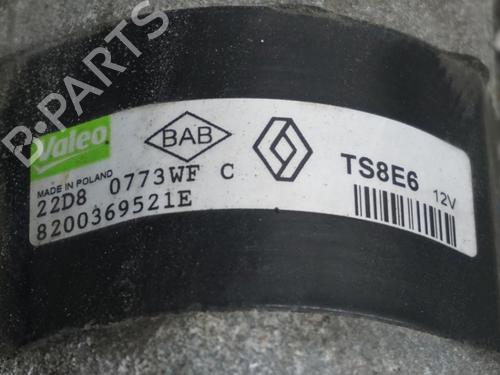 Valeo
BAB
TS8E6
12V
MADE IN POLAND
22D8 0773WF C
8200369521E
B-PARTS